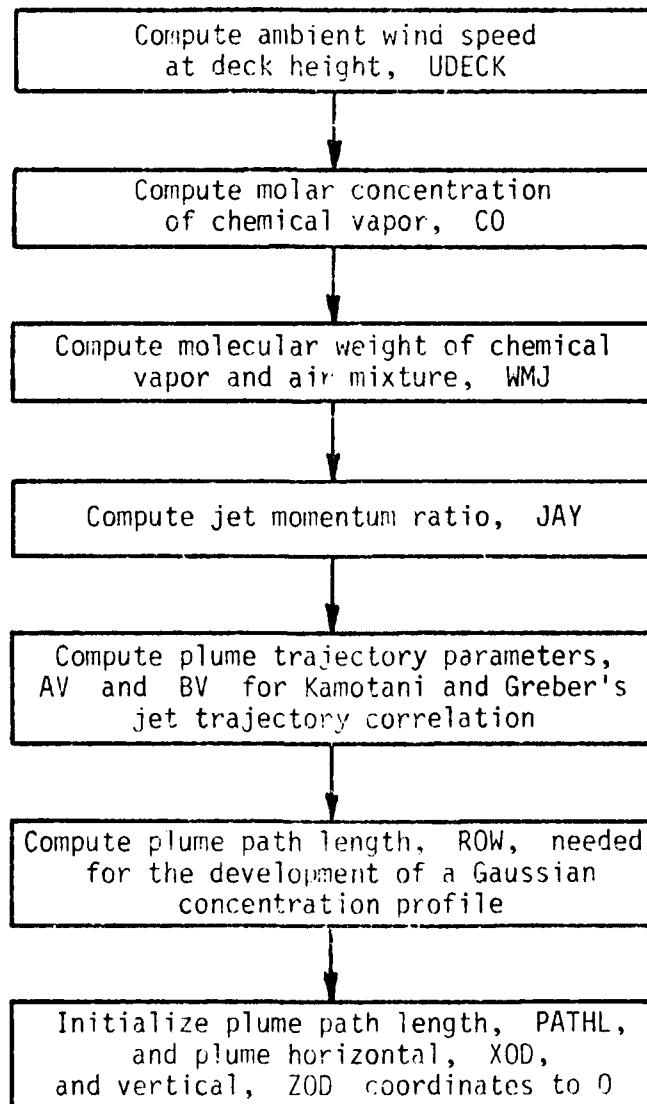 Compute ambient wind speed
at deck height, UDECK
Compute molar concentration
of chemical vapor, CO
Compute molecular weight of chemical
vapor and air mixture, WMJ
Compute jet momentum ratio, JAY
Compute plume trajectory parameters,
AV and BV for Kamotani and Greber's
jet trajectory correlation
Compute plume path length, ROW, needed
for the development of a Gaussian
concentration profile
Initialize plume path length, PATHL,
and plume horizontal, XOD,
and vertical, ZOD coordinates to 0